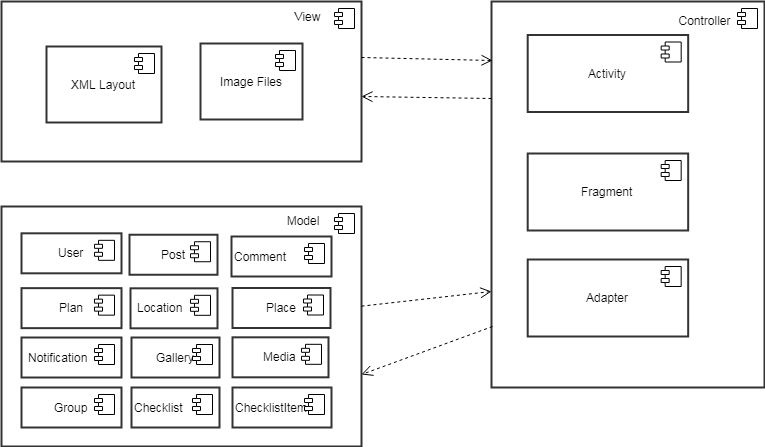 View
XML Layout
Image Files
Controller
Activity
Fragment
Adapter
Model
User
Post
Comment
Plan
Location
Place
Notification
Gallery
Media
Group
Checklist
ChecklistItem